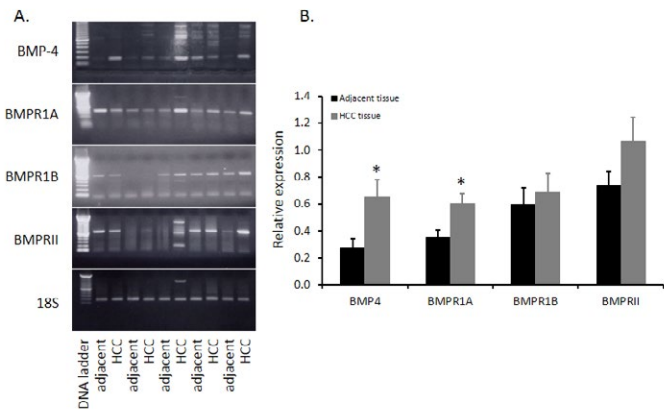 A.
BMP-4
BMPR1A
BMPR1B
BMPRII
18S
DNA ladder
adjacent
HCC
adjacent
HCC
adjacent
HCC
adjacent
HCC
adjacent
HCC
B.
Adjacent tissue
HCC tissue
Relative expression
1.4
1.2
1.0
0.8
0.6
0.4
0.2
0.0
*
*
BMP4
BMPR1A
BMPR1B
BMPRII